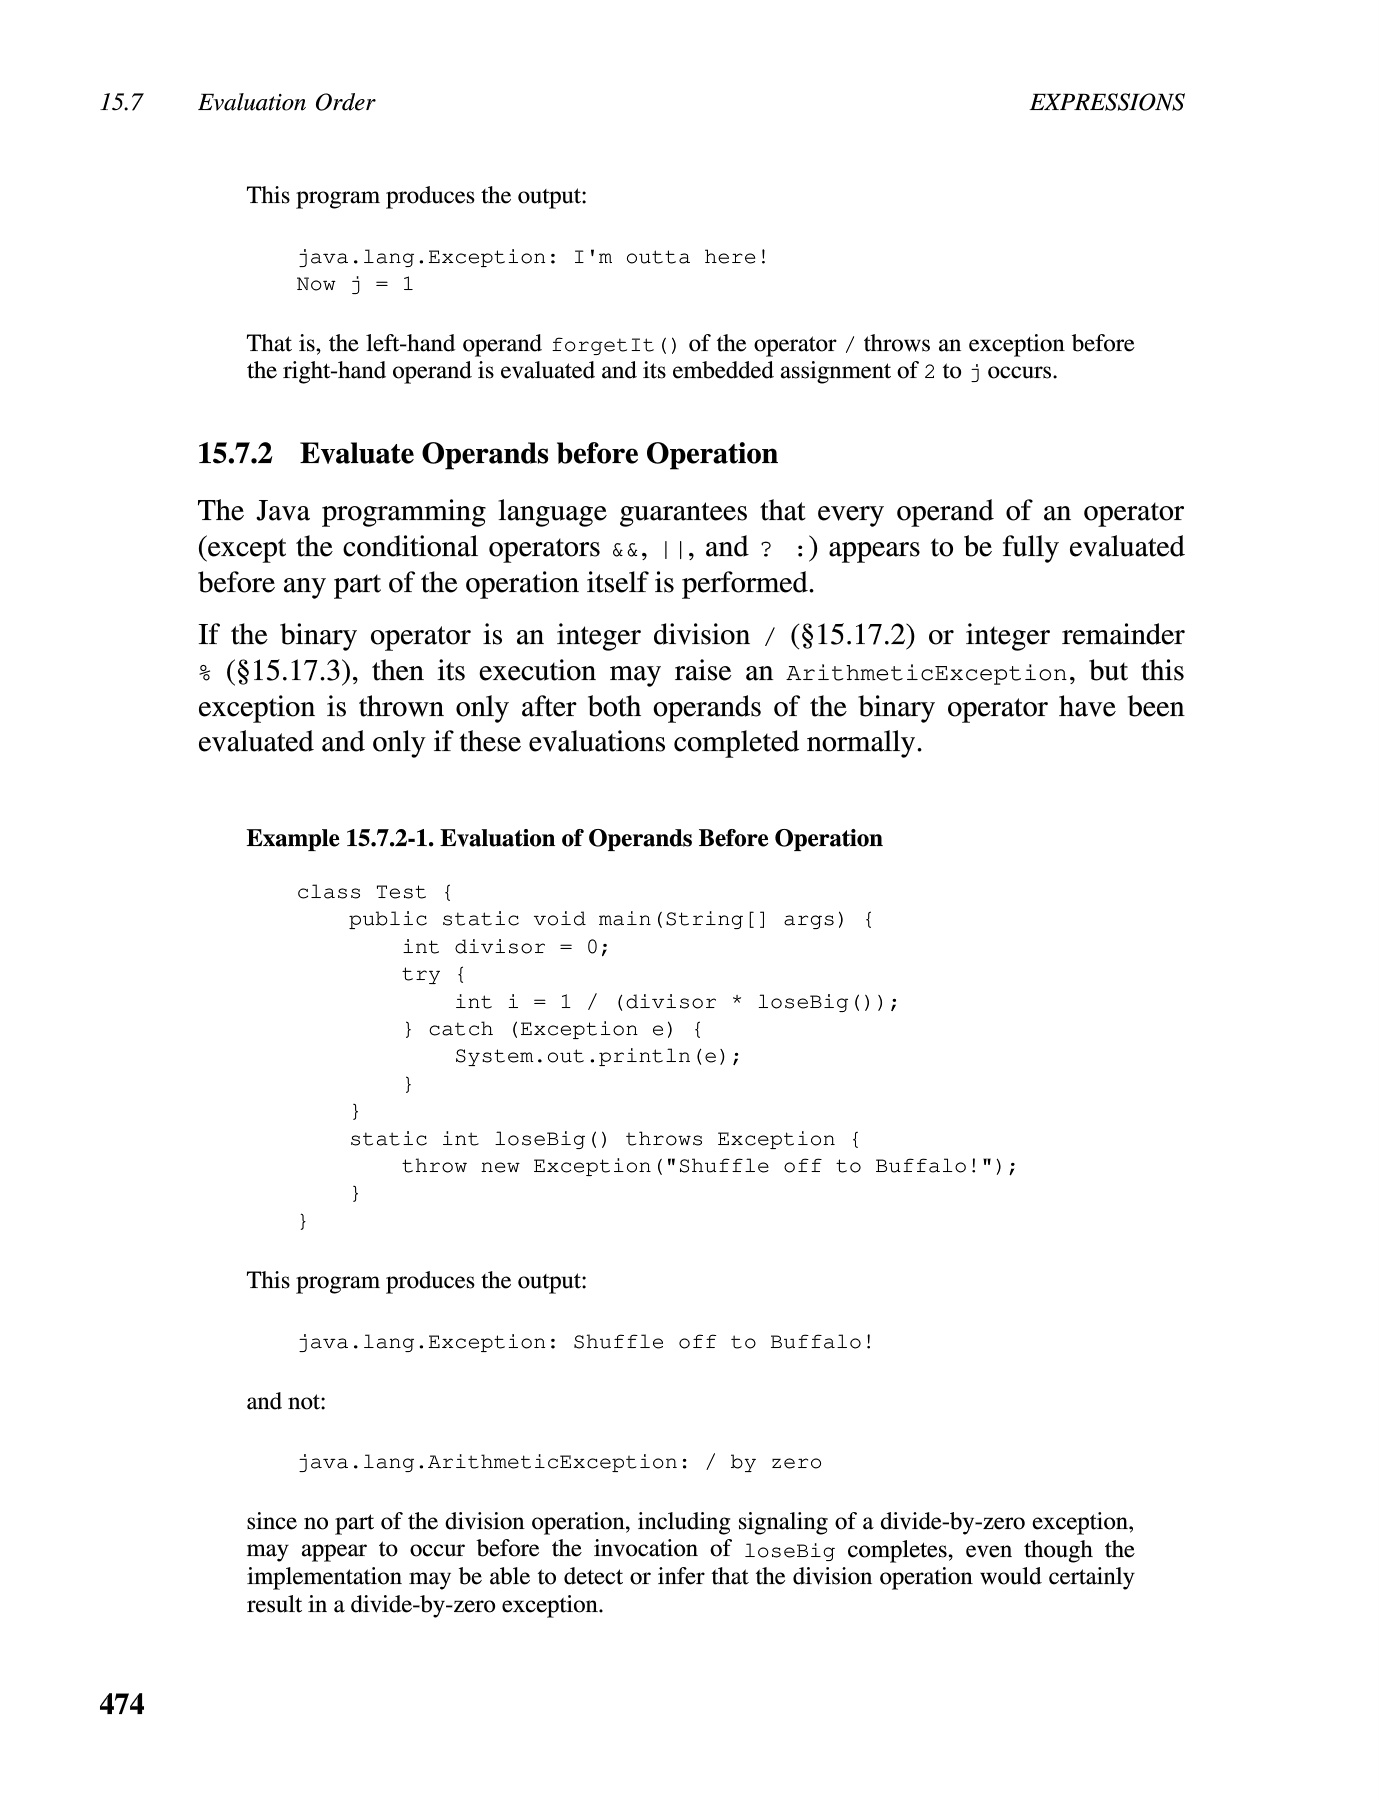 15.7 Evaluation Order EXPRESSIONS
This program produces the output:
java.lang.Exception: I'm outta here!
Now j = 1
That is, the left-hand operand forgetIt() of the operator / throws an exception before
the right-hand operand is evaluated and its embedded assignment of 2 to j occurs.
15.7.2 Evaluate Operands before Operation
The Java programming language guarantees that every operand of an operator
(except the conditional operators &&, ||, and ? :) appears to be fully evaluated
before any part of the operation itself is performed.
If the binary operator is an integer division / (§15.17.2) or integer remainder
% (§15.17.3), then its execution may raise an ArithmeticException, but this
exception is thrown only after both operands of the binary operator have been
evaluated and only if these evaluations completed normally.
Example 15.7.2-1. Evaluation of Operands Before Operation
class Test {
    public static void main(String[] args) {
        int divisor = 0;
        try {
            int i = 1 / (divisor * loseBig());
        } catch (Exception e) {
            System.out.println(e);
        }
    }
    static int loseBig() throws Exception {
        throw new Exception("Shuffle off to Buffalo!");
    }
}
This program produces the output:
java.lang.Exception: Shuffle off to Buffalo!
and not:
java.lang.ArithmeticException: / by zero
since no part of the division operation, including signaling of a divide-by-zero exception,
may appear to occur before the invocation of loseBig completes, even though the
implementation may be able to detect or infer that the division operation would certainly
result in a divide-by-zero exception.
474